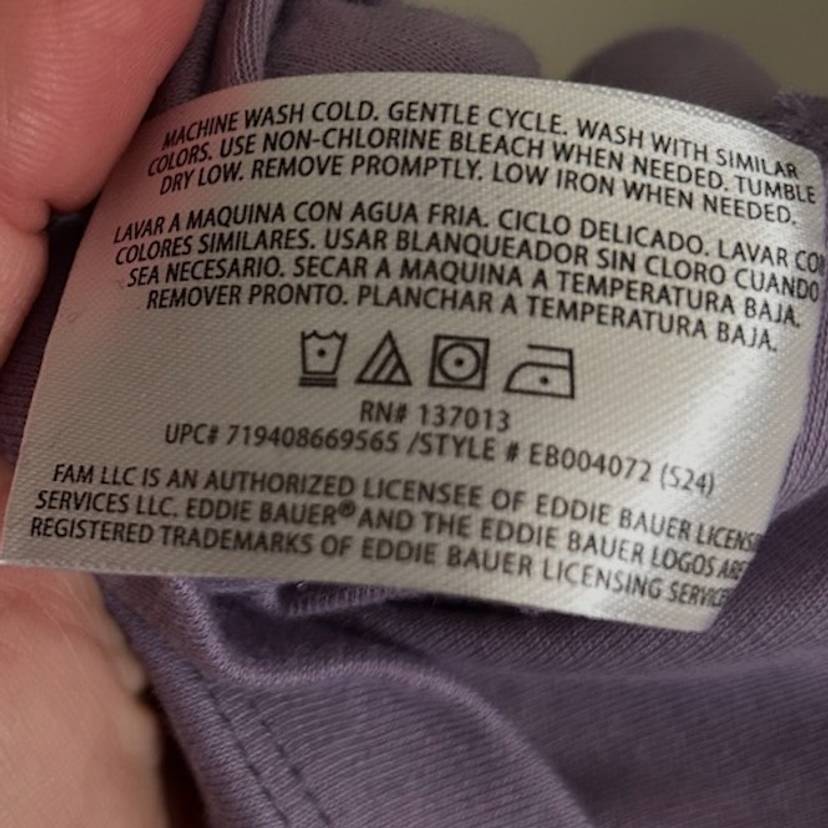 MACHINE WASH COLD. GENTLE CYCLE. WASH WITH SIMILAR
COLORS. USE NON-CHLORINE BLEACH WHEN NEEDED. TUMBLE
DRY LOW. REMOVE PROMPTLY. LOW IRON WHEN NEEDED.
LAVAR A MAQUINA CON AGUA FRIA. CICLO DELICADO. LAVAR CON
COLORES SIMILARES. USAR BLANQUEADOR SIN CLORO CUANDO
SEA NECESARIO. SECAR A MAQUINA A TEMPERATURA BAJA.
REMOVER PRONTO. PLANCHAR A TEMPERATURA BAJA.
RN# 137013
UPC# 719408669565 /STYLE # EB004072 (S24)
FAM LLC IS AN AUTHORIZED LICENSEE OF EDDIE BAUER
SERVICES LLC. EDDIE BAUER® AND THE EDDIE BAUER LOGOS ARE
REGISTERED TRADEMARKS OF EDDIE BAUER LICENSING